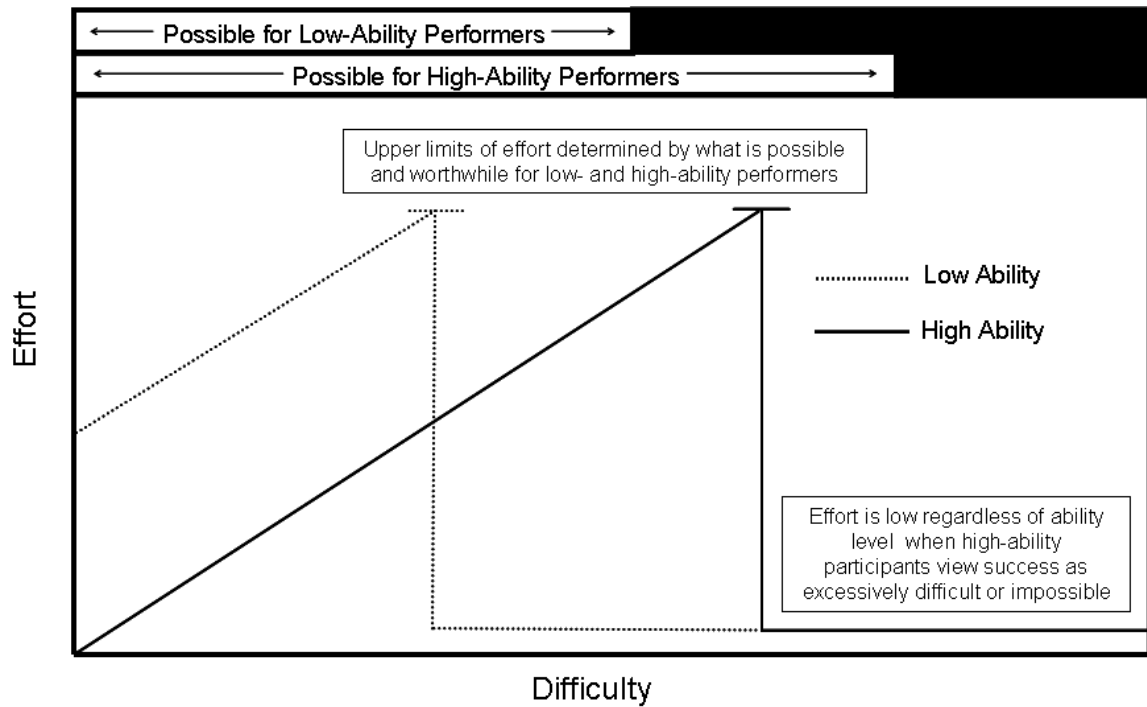 Possible for Low-Ability Performers
Possible for High-Ability Performers
Upper limits of effort determined by what is possible
and worthwhile for low- and high-ability performers
Low Ability
High Ability
Effort
Effort is low regardless of ability
level when high-ability
participants view success as
excessively difficult or impossible
Difficulty